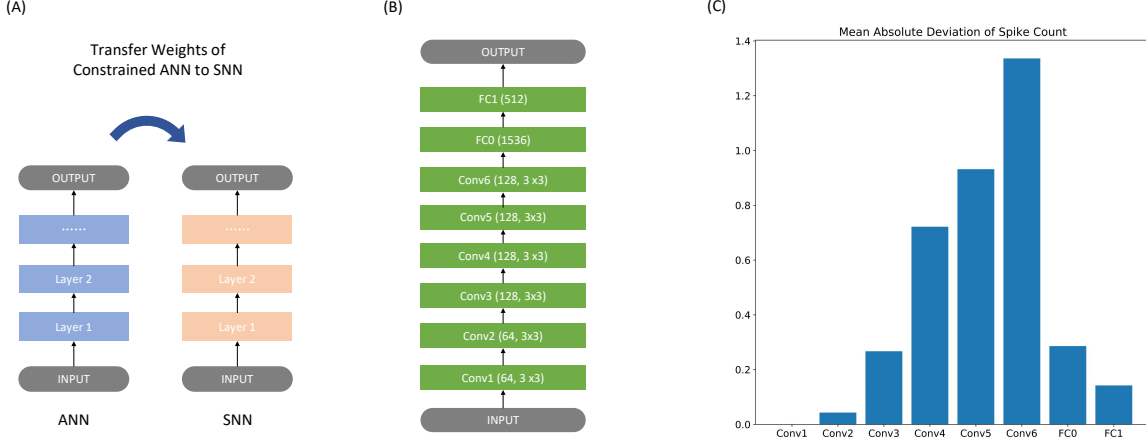 (A)
Transfer Weights of
Constrained ANN to SNN
OUTPUT
OUTPUT
......
......
Layer 2
Layer 2
Layer 1
Layer 1
INPUT
INPUT
ANN
SNN
(B)
OUTPUT
FC1 (512)
FC0 (1536)
Conv6 (128, 3 x3)
Conv5 (128, 3x3)
Conv4 (128, 3 x3)
Conv3 (128, 3x3)
Conv2 (64, 3x3)
Conv1 (64, 3 x3)
INPUT
(C)
Mean Absolute Deviation of Spike Count
1.4
1.2
1.0
0.8
0.6
0.4
0.2
0.0
Conv1 Conv2 Conv3 Conv4 Conv5 Conv6 FC0 FC1